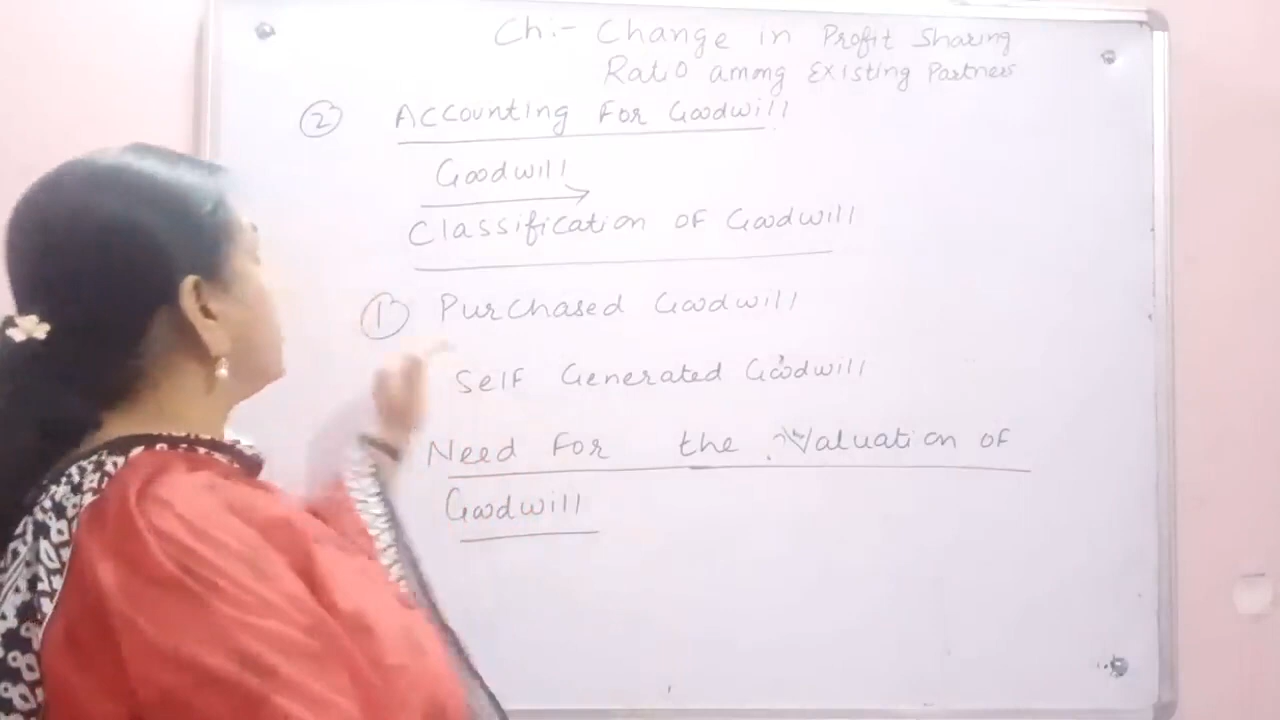 Ch:- Change in Profit Sharing
Ratio among Existing Partners
② Accounting For Goodwill
Goodwill
Classification of Goodwill
① Purchased Goodwill
Self Generated Goodwill
Need For the Valuation of
Goodwill